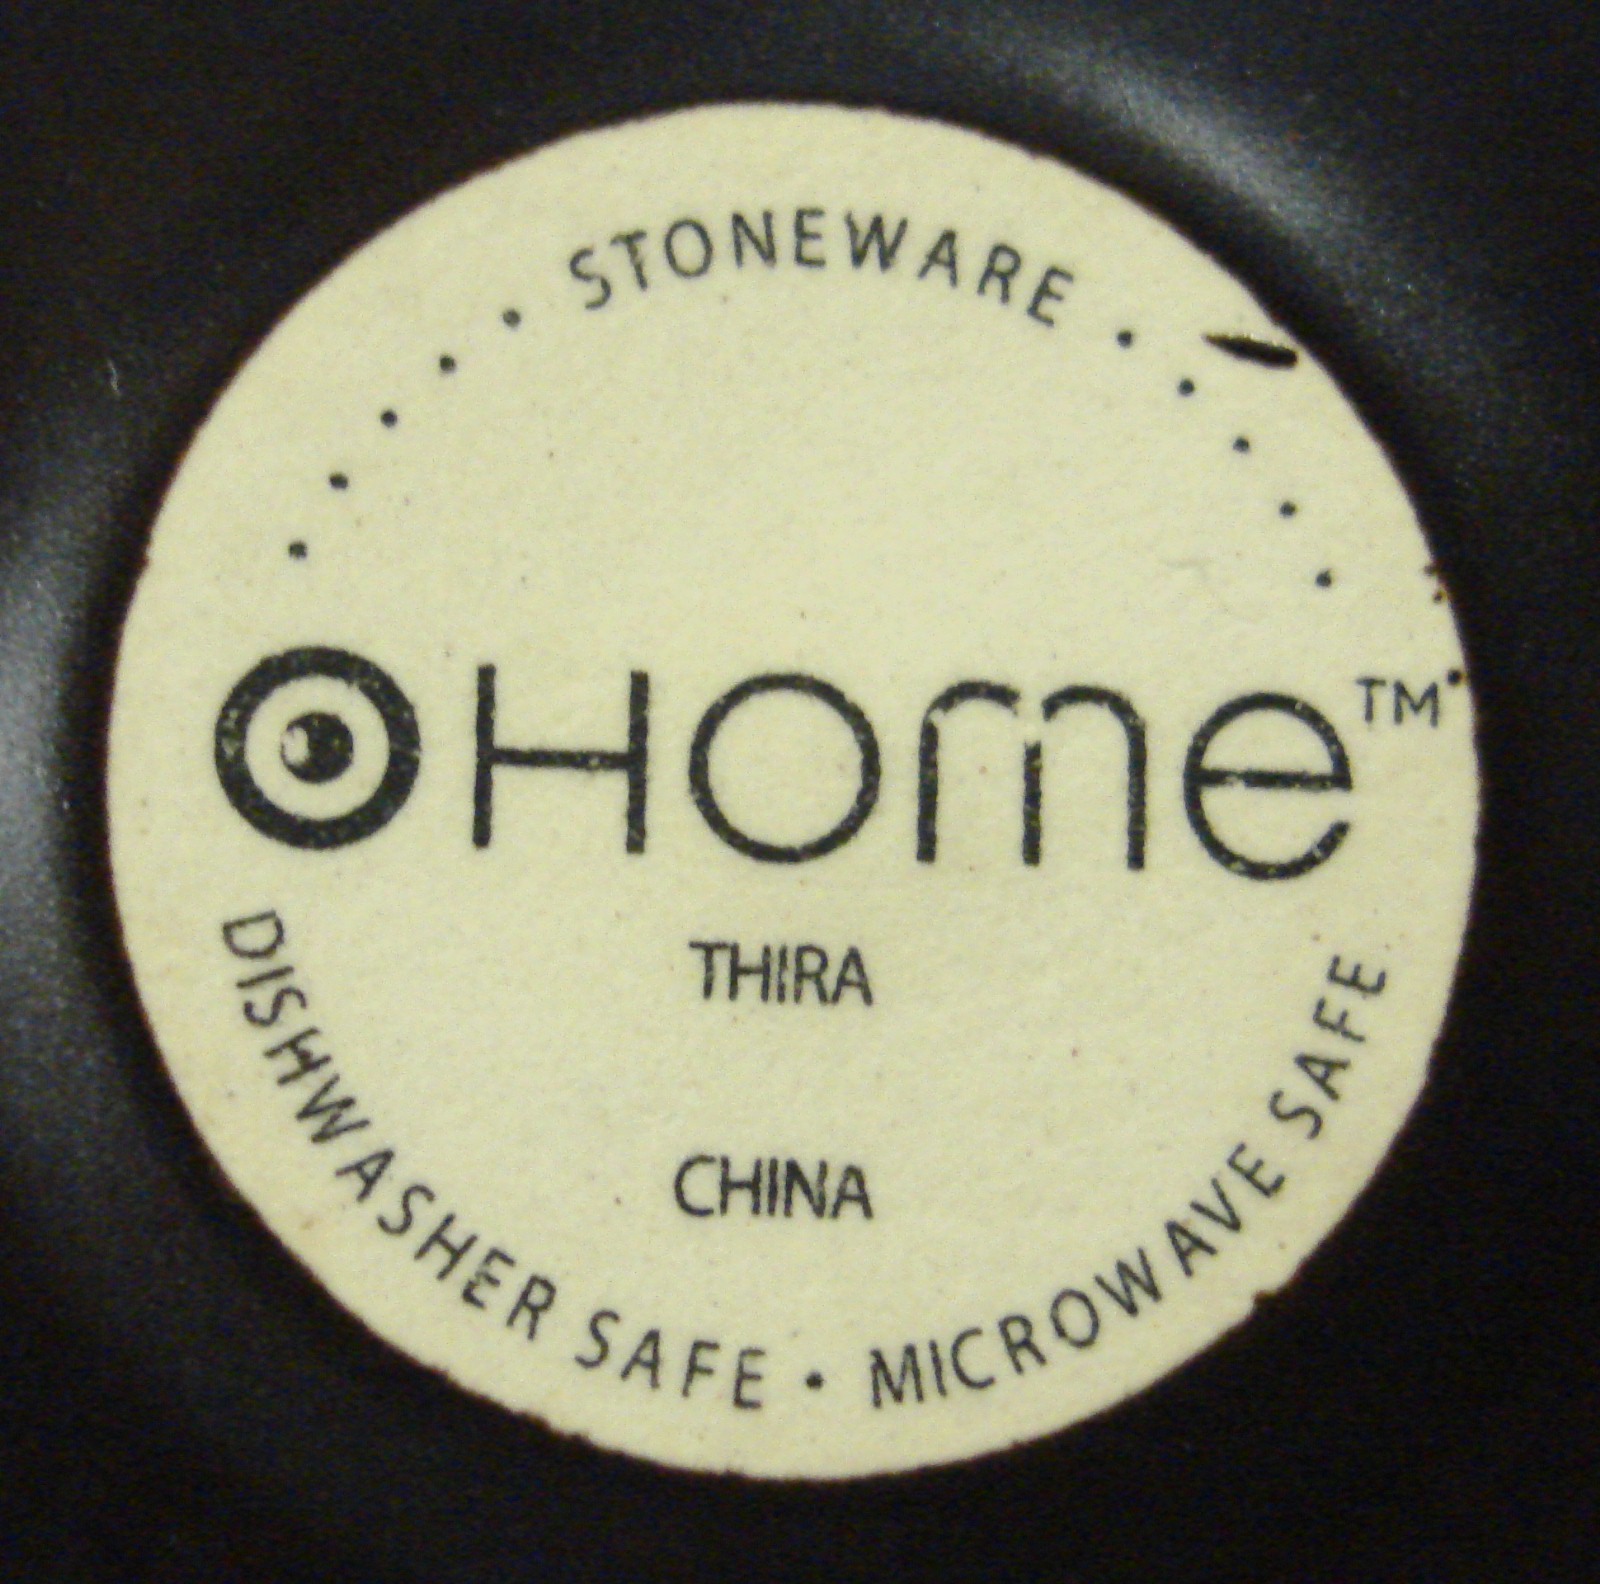 STONEWARE
Home™
THIRA
CHINA
DISHWASHER SAFE • MICROWAVE SAFE